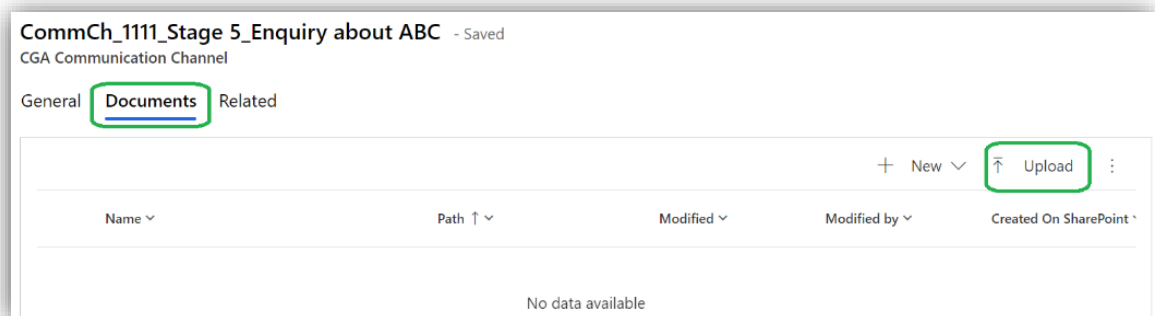 CommCh_1111_Stage 5_Enquiry about ABC - Saved
CGA Communication Channel
General Documents Related
New Upload
Name Path Modified Modified by Created On SharePoint
No data available